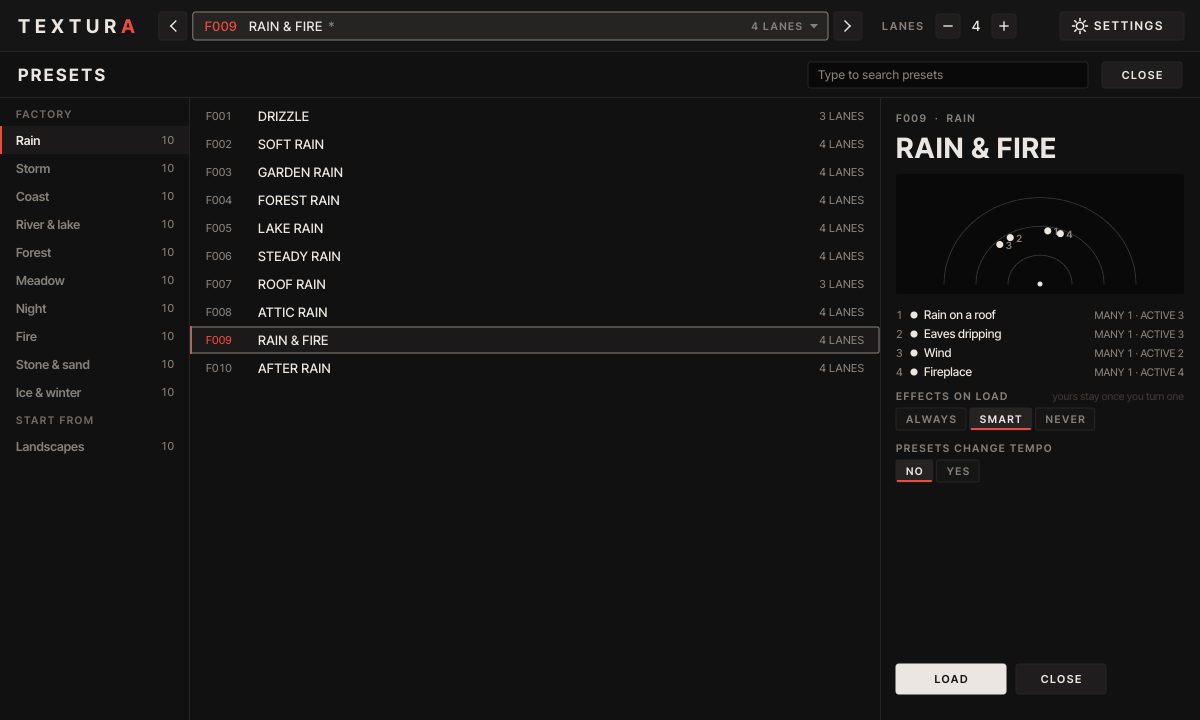 TEXTURA
F009 RAIN & FIRE * 4 LANES
LANES 4
SETTINGS
PRESETS
Type to search presets
CLOSE
FACTORY
Rain 10
Storm 10
Coast 10
River & lake 10
Forest 10
Meadow 10
Night 10
Fire 10
Stone & sand 10
Ice & winter 10
START FROM
Landscapes 10
F001 DRIZZLE 3 LANES
F002 SOFT RAIN 4 LANES
F003 GARDEN RAIN 4 LANES
F004 FOREST RAIN 4 LANES
F005 LAKE RAIN 4 LANES
F006 STEADY RAIN 4 LANES
F007 ROOF RAIN 3 LANES
F008 ATTIC RAIN 4 LANES
F009 RAIN & FIRE 4 LANES
F010 AFTER RAIN 4 LANES
F009 · RAIN
RAIN & FIRE
1 4
2
3
1 Rain on a roof MANY 1 · ACTIVE 3
2 Eaves dripping MANY 1 · ACTIVE 3
3 Wind MANY 1 · ACTIVE 2
4 Fireplace MANY 1 · ACTIVE 4
EFFECTS ON LOAD yours stay once you turn one
ALWAYS SMART NEVER
PRESETS CHANGE TEMPO
NO YES
LOAD CLOSE